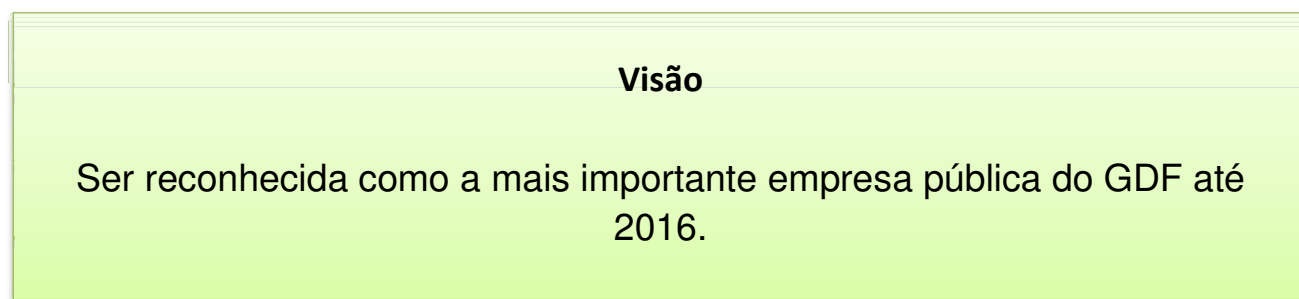 Visão
Ser reconhecida como a mais importante empresa pública do GDF até
2016.